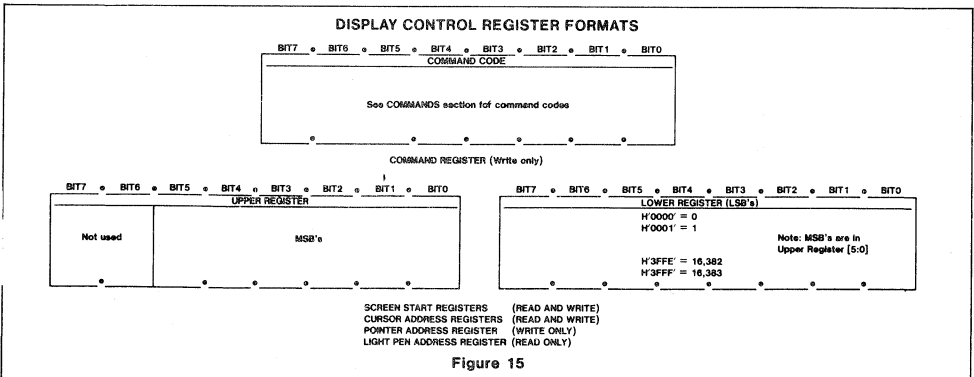 DISPLAY CONTROL REGISTER FORMATS
BIT7 BIT6 BIT5 BIT4 BIT3 BIT2 BIT1 BIT0
COMMAND CODE
See COMMANDS section for command codes
COMMAND REGISTER (Write only)
BIT7 BIT6 BIT5 BIT4 BIT3 BIT2 BIT1 BIT0
UPPER REGISTER
Not used MSB's
BIT7 BIT6 BIT5 BIT4 BIT3 BIT2 BIT1 BIT0
LOWER REGISTER (LSB's)
H'0000' = 0
H'0001' = 1
Note: MSB's are in
Upper Register [5:0]
H'3FFE' = 16,382
H'3FFF' = 16,383
SCREEN START REGISTERS (READ AND WRITE)
CURSOR ADDRESS REGISTERS (READ AND WRITE)
POINTER ADDRESS REGISTER (WRITE ONLY)
LIGHT PEN ADDRESS REGISTER (READ ONLY)
Figure 15